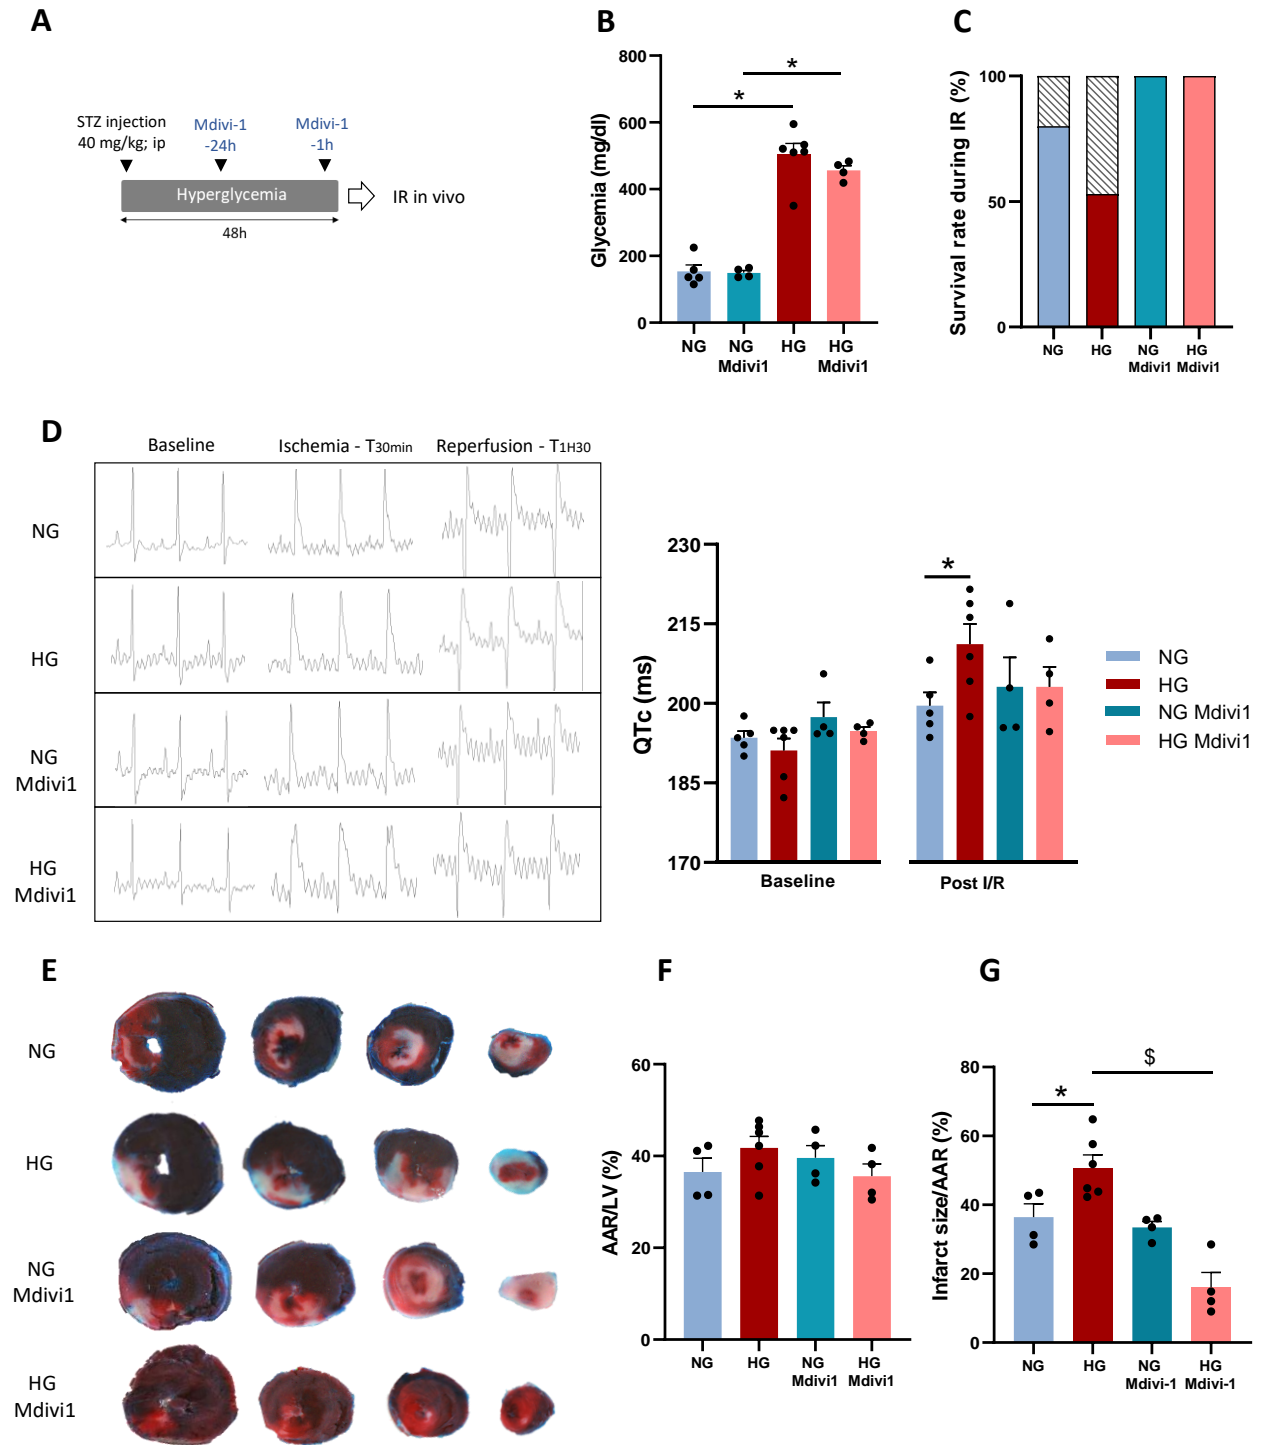 A
STZ injection
40 mg/kg; ip
Mdivi-1
-24h
Mdivi-1
-1h
Hyperglycemia
IR in vivo
48h
B
Glycemia (mg/dl)
800
600
400
200
0
*
*
NG
NG
Mdivi1
HG
HG
Mdivi1
C
Survival rate during IR (%)
100
50
0
NG
HG
NG
Mdivi1
HG
Mdivi1
D
Baseline
Ischemia - T30min
Reperfusion - T1H30
NG
HG
NG
Mdivi1
HG
Mdivi1
QTc (ms)
230
215
200
185
170
*
Baseline
Post I/R
NG
HG
NG Mdivi1
HG Mdivi1
E
NG
HG
NG
Mdivi1
HG
Mdivi1
F
AAR/LV (%)
60
40
20
0
NG
HG
NG
Mdivi1
HG
Mdivi1
G
Infarct size/AAR (%)
80
60
40
20
0
*
$
NG
HG
NG
Mdivi-1
HG
Mdivi-1